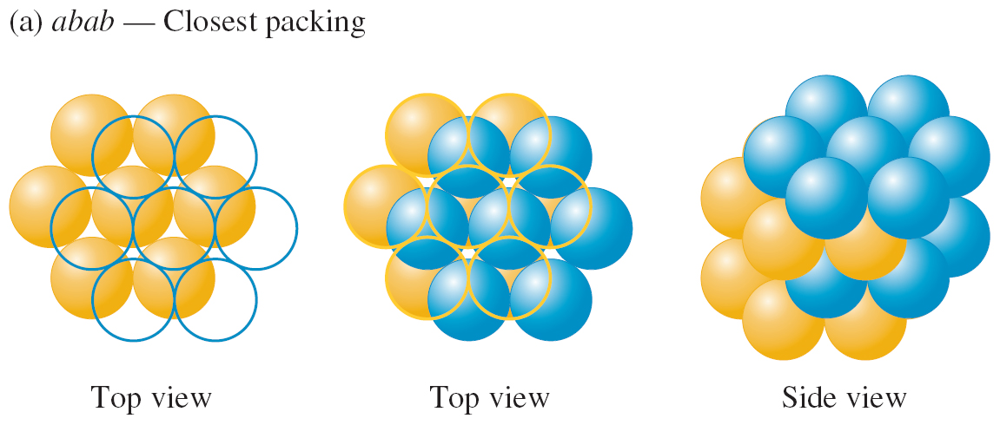 (a) abab — Closest packing
Top view
Top view
Side view